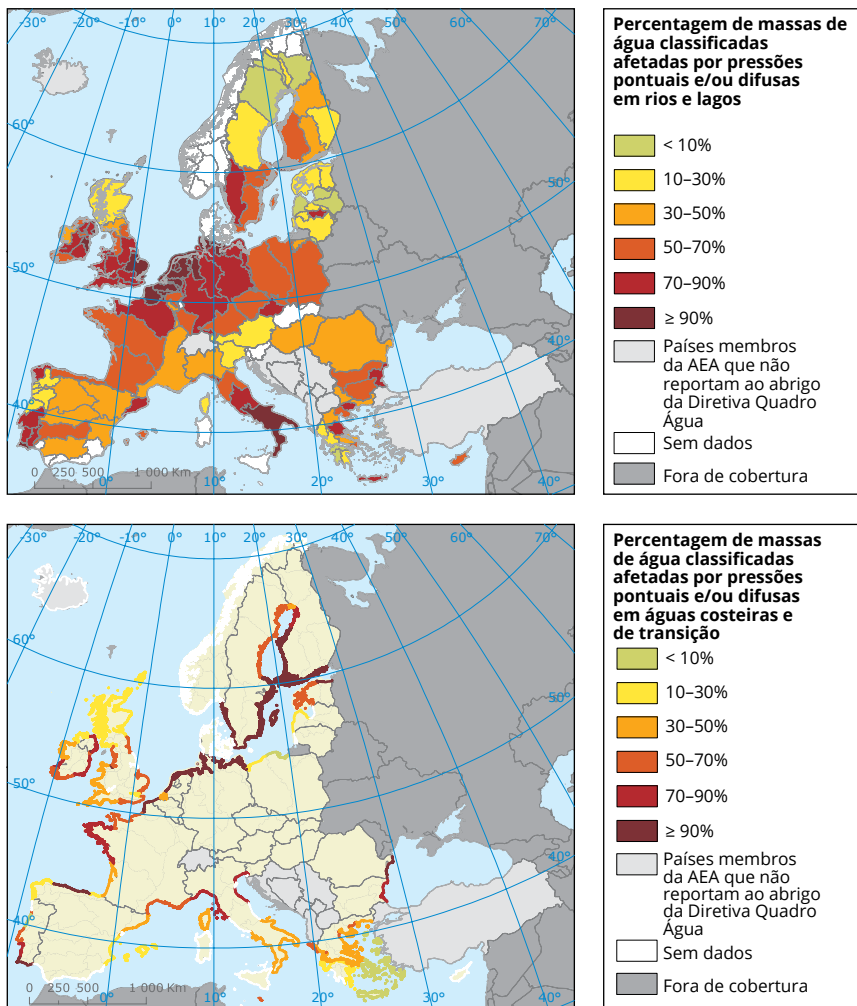 -30°
-20°
-10°
0°
10°
20°
30°
40°
50°
60°
70°
60°
50°
50°
40°
40°
0°
10°
20°
30°
40°
0 250 500 1 000 Km
Percentagem de massas de
água classificadas
afetadas por pressões
pontuais e/ou difusas
em rios e lagos
< 10%
10–30%
30–50%
50–70%
70–90%
≥ 90%
Países membros
da AEA que não
reportam ao abrigo
da Diretiva Quadro
Água
Sem dados
Fora de cobertura
-30°
-20°
-10°
0°
10°
20°
30°
40°
50°
60°
70°
60°
50°
50°
40°
40°
0°
10°
20°
30°
40°
0 250 500 1 000 Km
Percentagem de massas
de água classificadas
afetadas por pressões
pontuais e/ou difusas
em águas costeiras e
de transição
< 10%
10–30%
30–50%
50–70%
70–90%
≥ 90%
Países membros
da AEA que não
reportam ao abrigo
da Diretiva Quadro
Água
Sem dados
Fora de cobertura